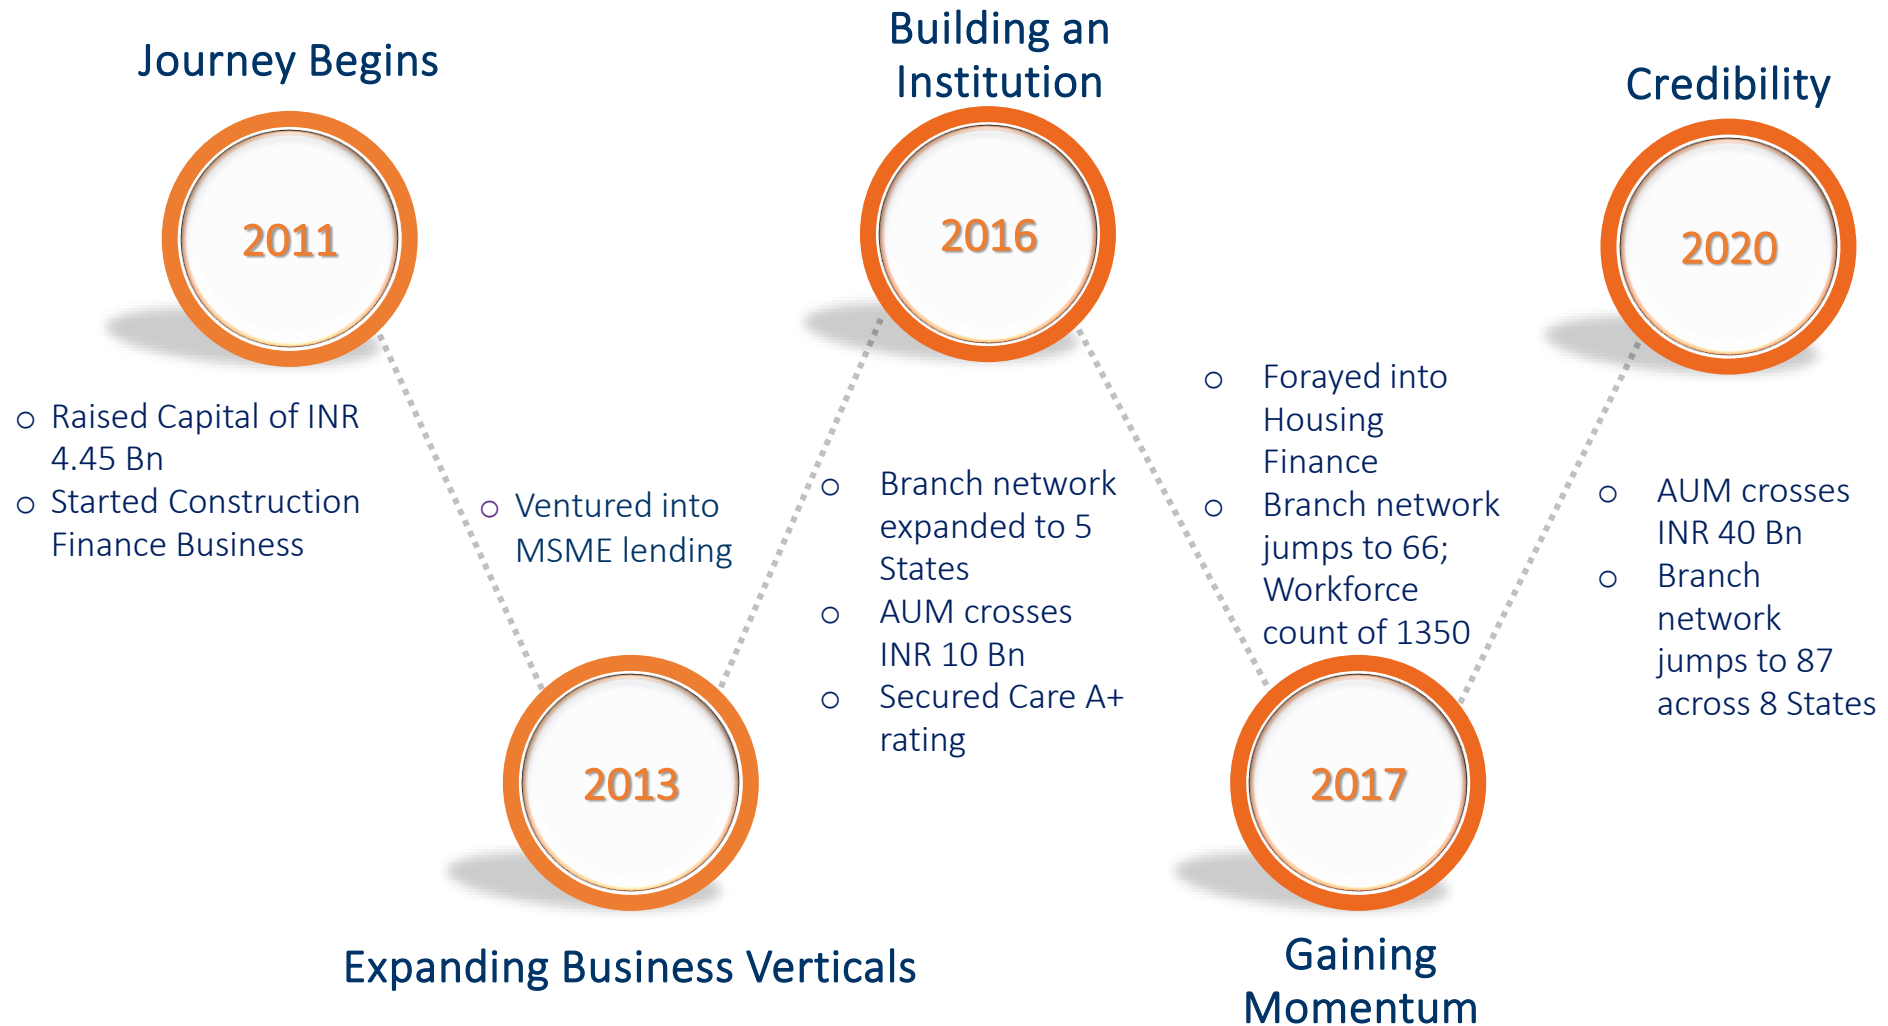 Journey Begins
2011
o Raised Capital of INR
4.45 Bn
o Started Construction
Finance Business
o Ventured into
MSME lending
2013
Expanding Business Verticals
Building an
Institution
2016
o Branch network
expanded to 5
States
o AUM crosses
INR 10 Bn
o Secured Care A+
rating
o Forayed into
Housing
Finance
o Branch network
jumps to 66;
Workforce
count of 1350
2017
Gaining
Momentum
Credibility
2020
o AUM crosses
INR 40 Bn
o Branch
network
jumps to 87
across 8 States